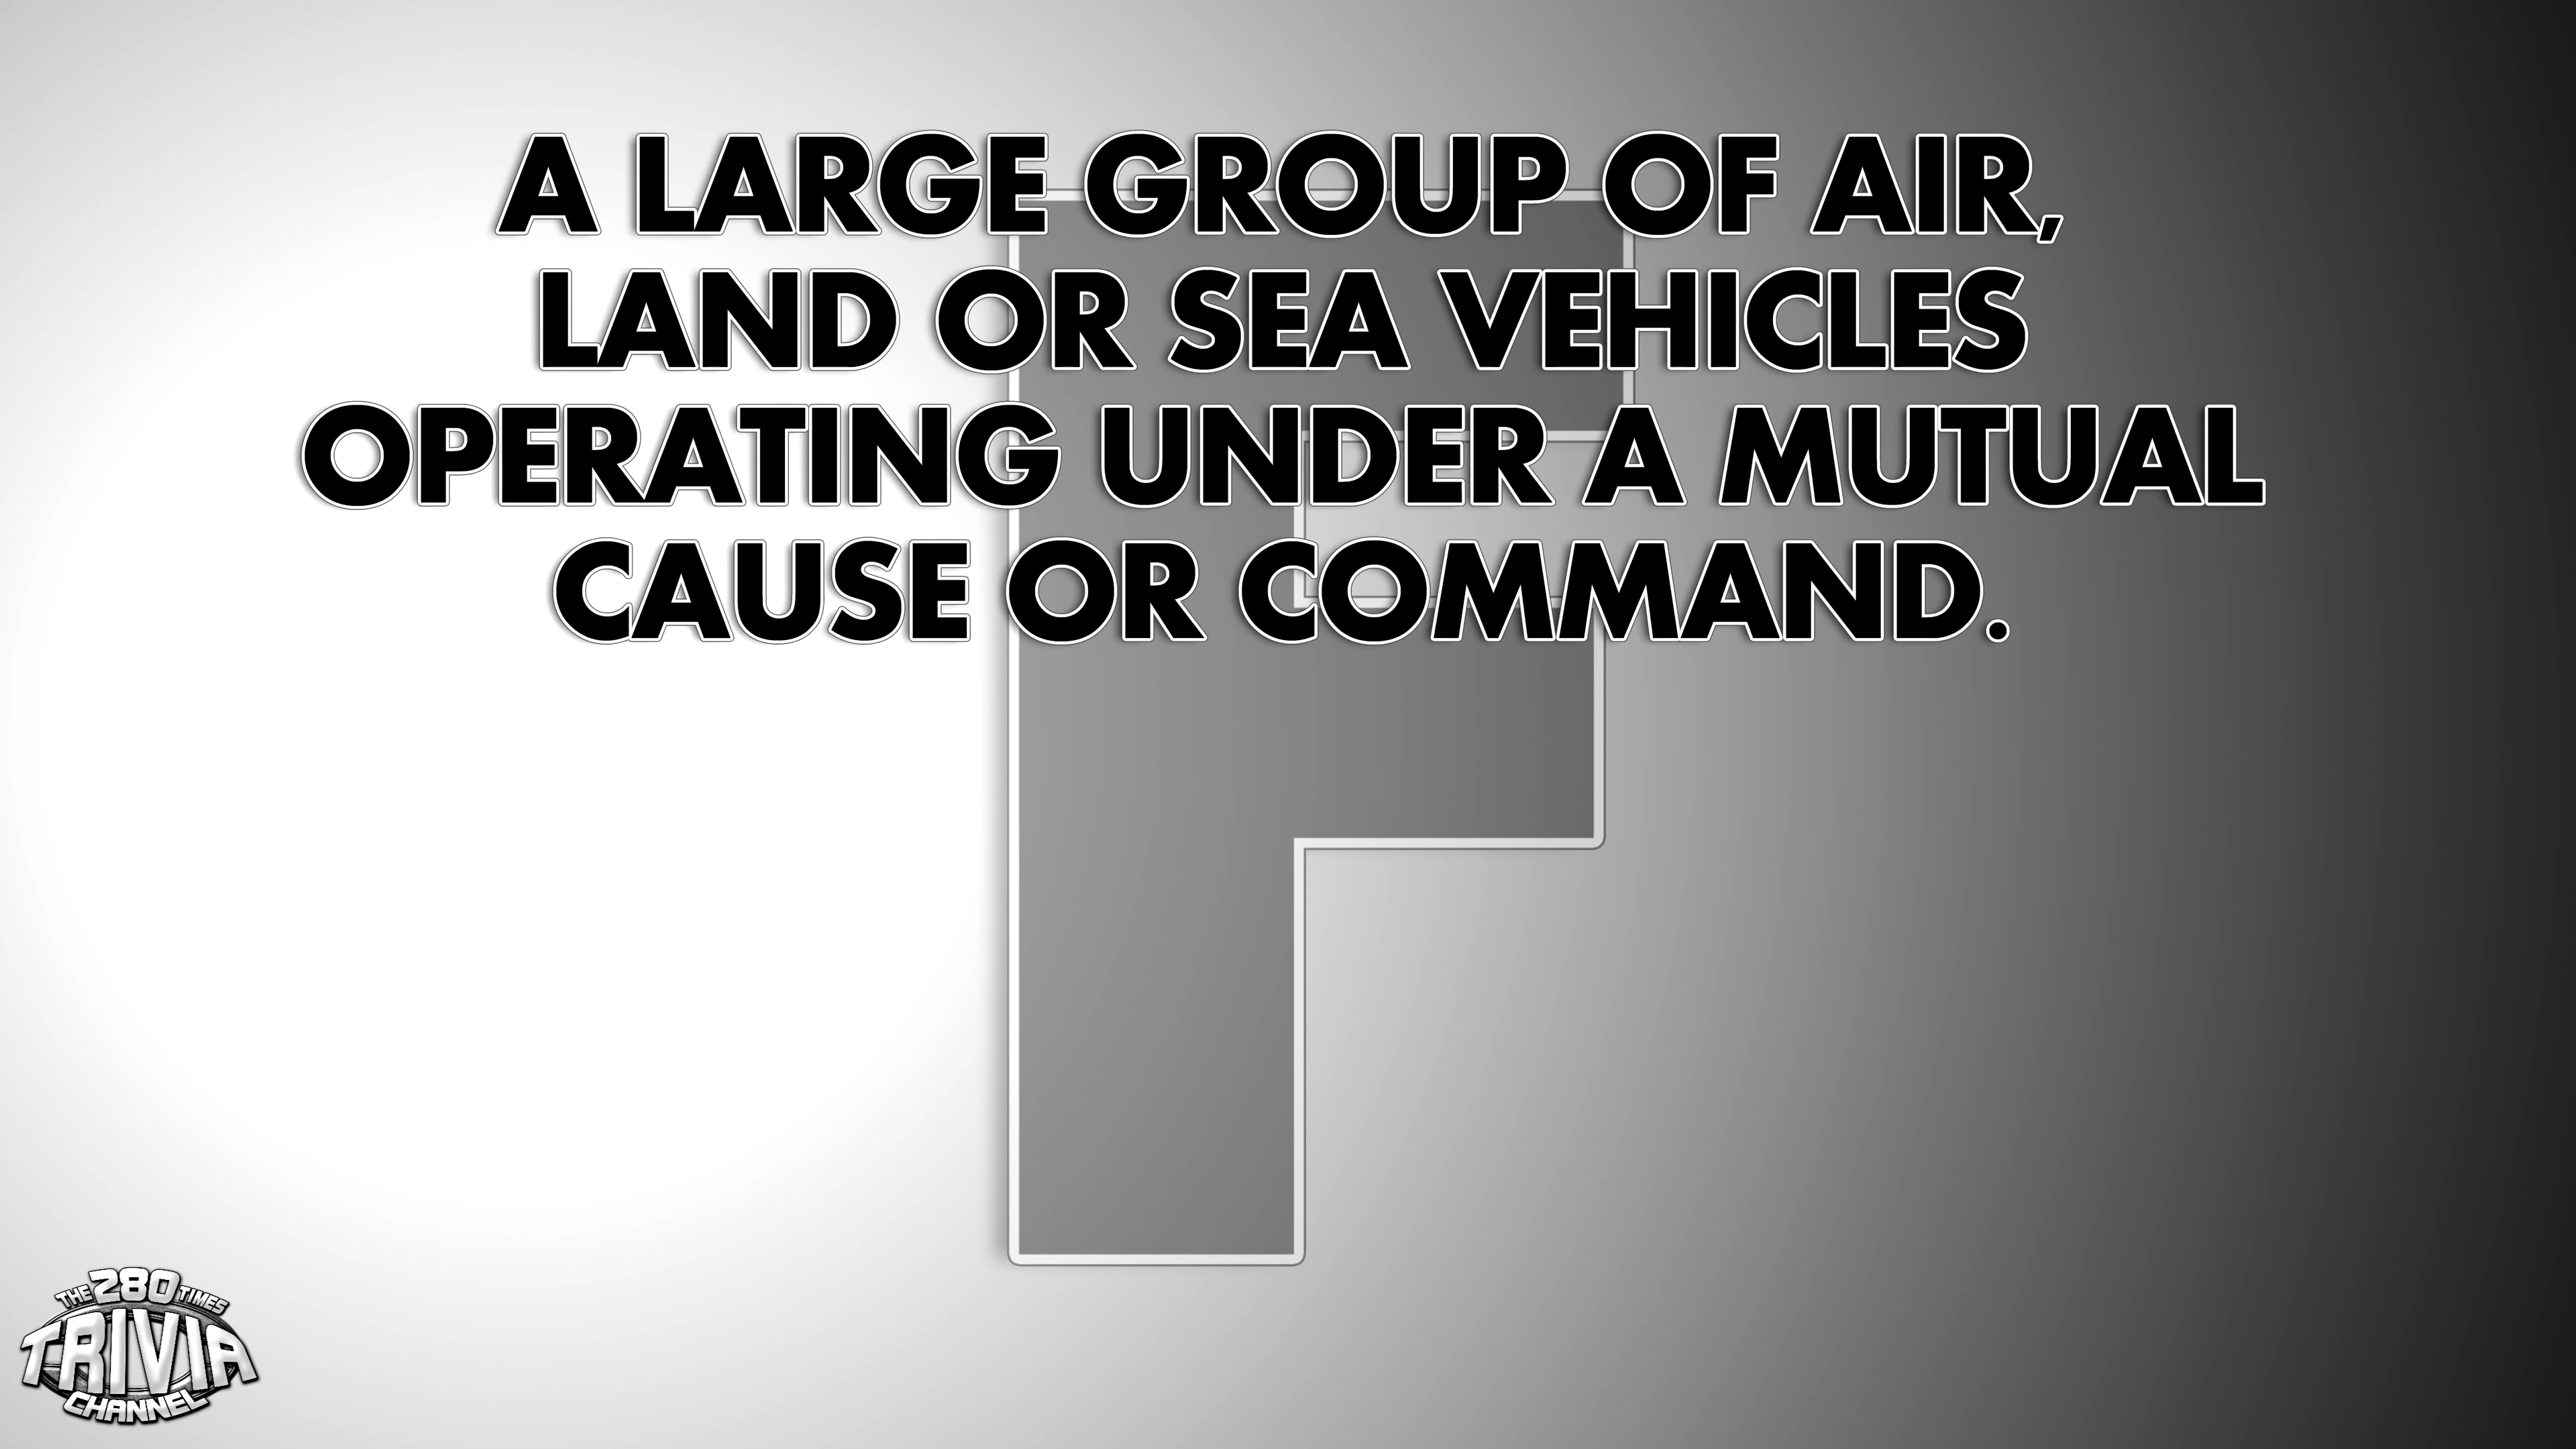 A LARGE GROUP OF AIR,
LAND OR SEA VEHICLES
OPERATING UNDER A MUTUAL
CAUSE OR COMMAND.
F
THE 280 TIMES
TRIVIA
CHANNEL